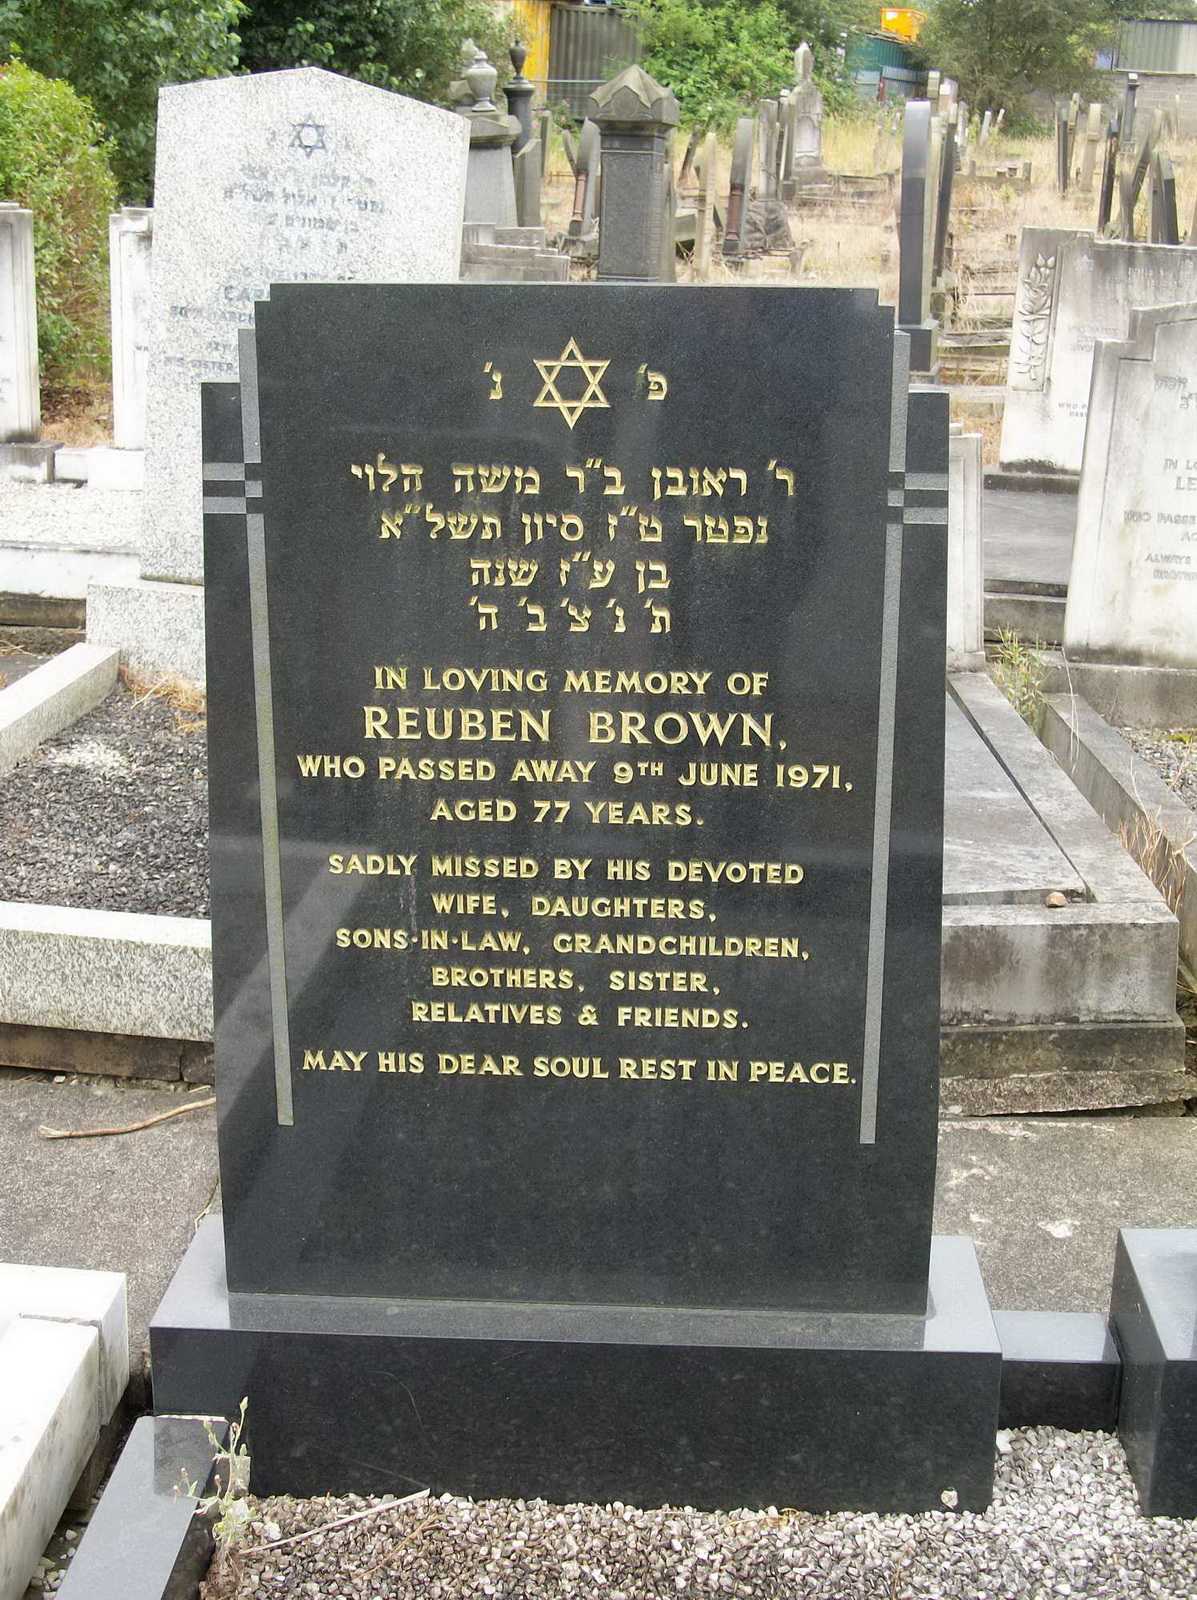 פ' נ'
ר' ראובן ב"ר משה הלוי
נפטר ט"ז סיון תשל"א
בן ע"ז שנה
ת' נ' צ' ב' ה'
IN LOVING MEMORY OF
REUBEN BROWN,
WHO PASSED AWAY 9TH JUNE 1971,
AGED 77 YEARS.
SADLY MISSED BY HIS DEVOTED
WIFE, DAUGHTERS,
SONS·IN·LAW, GRANDCHILDREN,
BROTHERS, SISTER,
RELATIVES & FRIENDS.
MAY HIS DEAR SOUL REST IN PEACE.